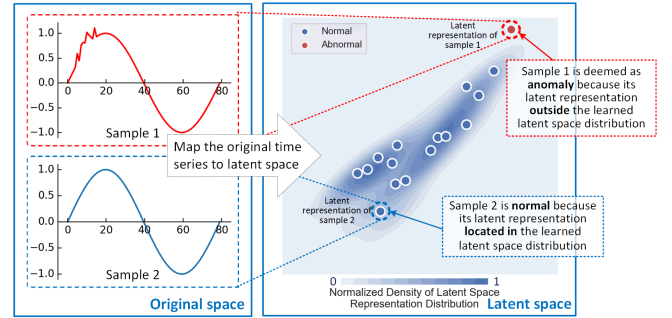 1.0
0.5
0.0
−0.5
−1.0
0
20
40
60
80
Sample 1
1.0
0.5
0.0
−0.5
−1.0
0
20
40
60
80
Sample 2
Original space
Map the original time
series to latent space
Normal
Abnormal
Latent
representation of
sample 1
Sample 1 is deemed as
anomaly because its
latent representation
outside the learned
latent space distribution
Latent
representation of
sample 2
Sample 2 is normal because
its latent representation
located in the learned
latent space distribution
0
1
Normalized Density of Latent Space
Representation Distribution
Latent space